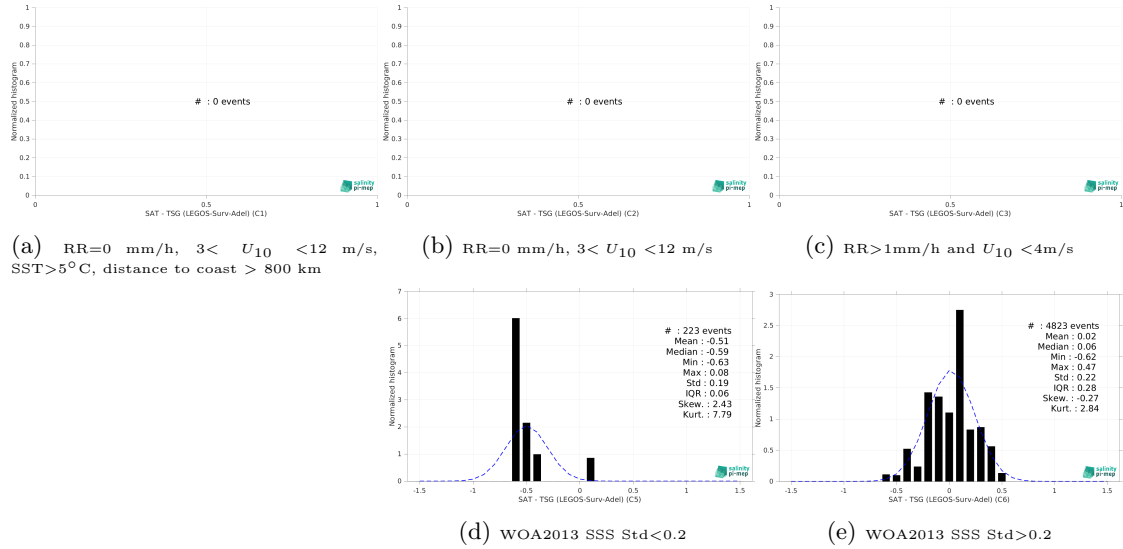 1
0.9
0.8
0.7
0.6
0.5
0.4
0.3
0.2
0.1
0
Normalized histogram
# : 0 events
0 0.5 1
SAT - TSG (LEGOS-Surv-Adel) (C1)
salinity
pi-mep
1
0.9
0.8
0.7
0.6
0.5
0.4
0.3
0.2
0.1
0
Normalized histogram
# : 0 events
0 0.5 1
SAT - TSG (LEGOS-Surv-Adel) (C2)
salinity
pi-mep
1
0.9
0.8
0.7
0.6
0.5
0.4
0.3
0.2
0.1
0
Normalized histogram
# : 0 events
0 0.5 1
SAT - TSG (LEGOS-Surv-Adel) (C3)
salinity
pi-mep
(a) RR=0 mm/h, 3< U10 <12 m/s,
SST>5°C, distance to coast > 800 km
(b) RR=0 mm/h, 3< U10 <12 m/s
(c) RR>1mm/h and U10 <4m/s
7
6
5
4
3
2
1
0
Normalized histogram
# : 223 events
Mean : -0.51
Median : -0.59
Min : -0.63
Max : 0.08
Std : 0.19
IQR : 0.06
Skew. : 2.43
Kurt. : 7.79
salinity
pi-mep
-1.5 -1 -0.5 0 0.5 1 1.5
SAT - TSG (LEGOS-Surv-Adel) (C5)
3
2.5
2
1.5
1
0.5
0
Normalized histogram
# : 4823 events
Mean : 0.02
Median : 0.06
Min : -0.62
Max : 0.47
Std : 0.22
IQR : 0.28
Skew. : -0.27
Kurt. : 2.84
salinity
pi-mep
-1.5 -1 -0.5 0 0.5 1 1.5
SAT - TSG (LEGOS-Surv-Adel) (C6)
(d) WOA2013 SSS Std<0.2
(e) WOA2013 SSS Std>0.2